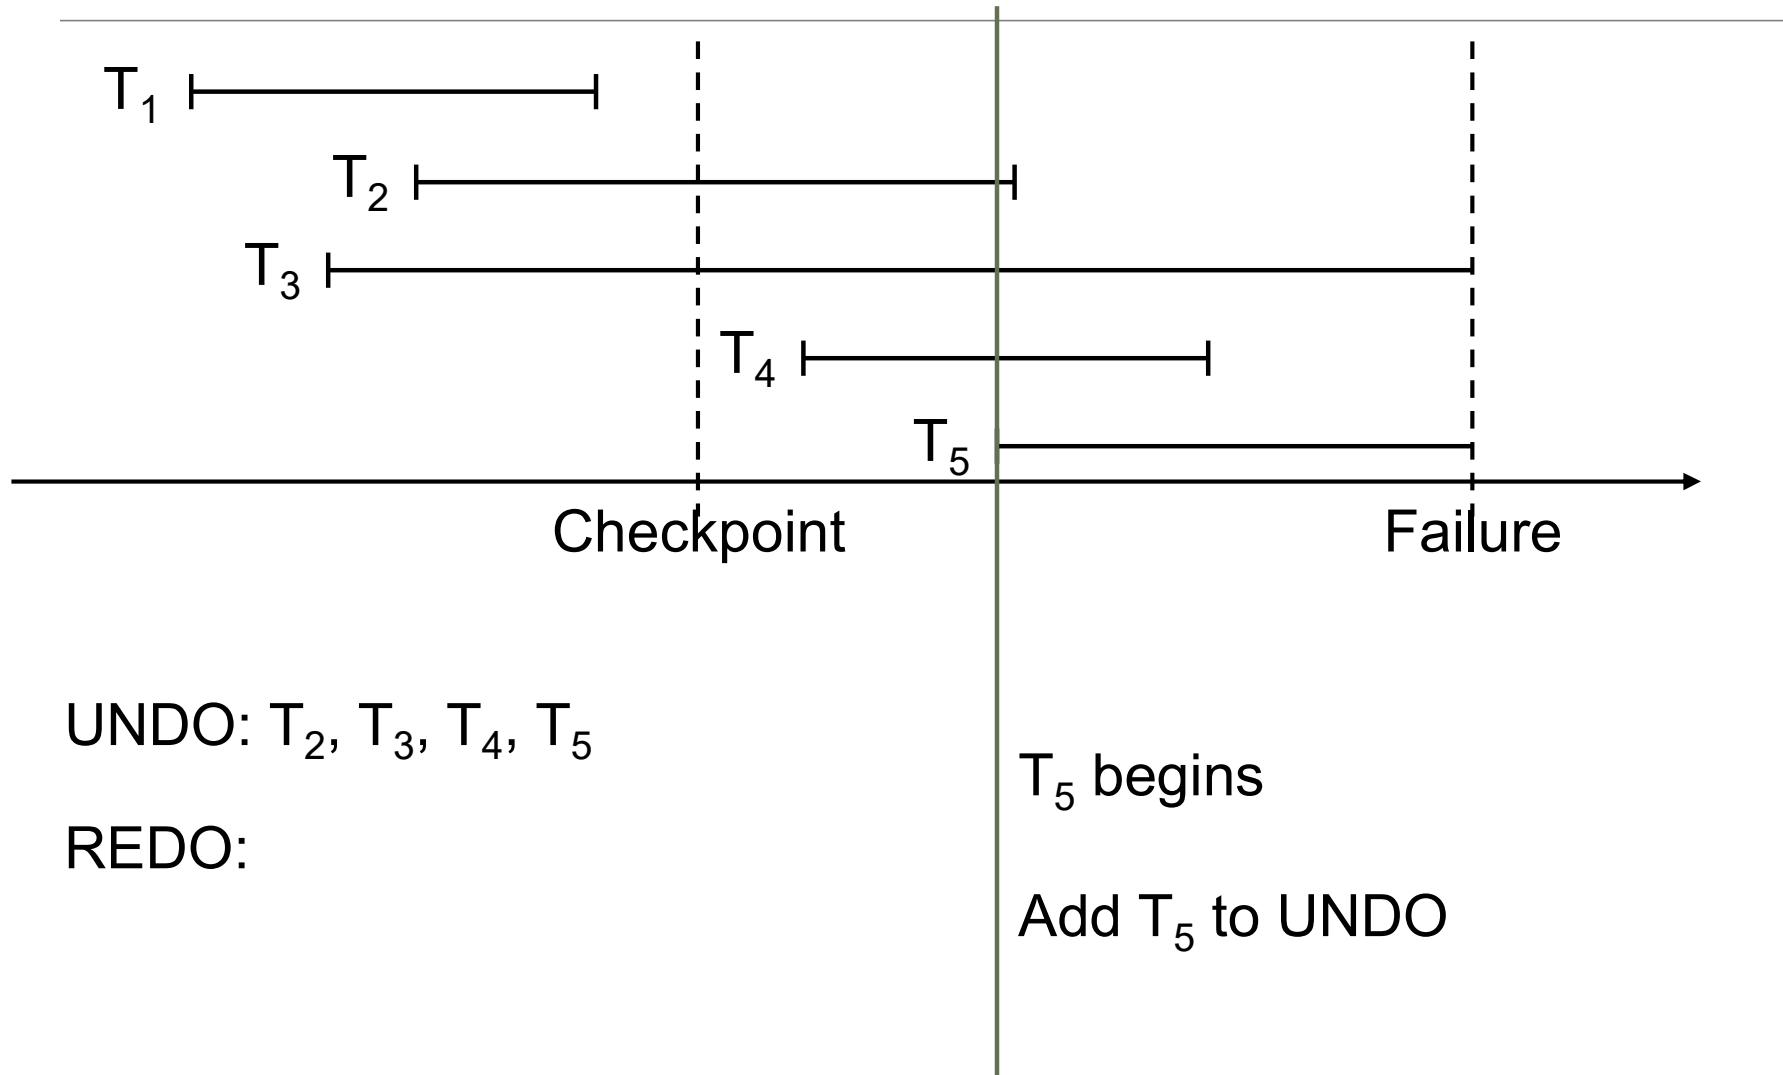 T₁
T₂
T₃
T₄
T₅
Checkpoint
Failure
UNDO: T₂, T₃, T₄, T₅
T₅ begins
REDO:
Add T₅ to UNDO